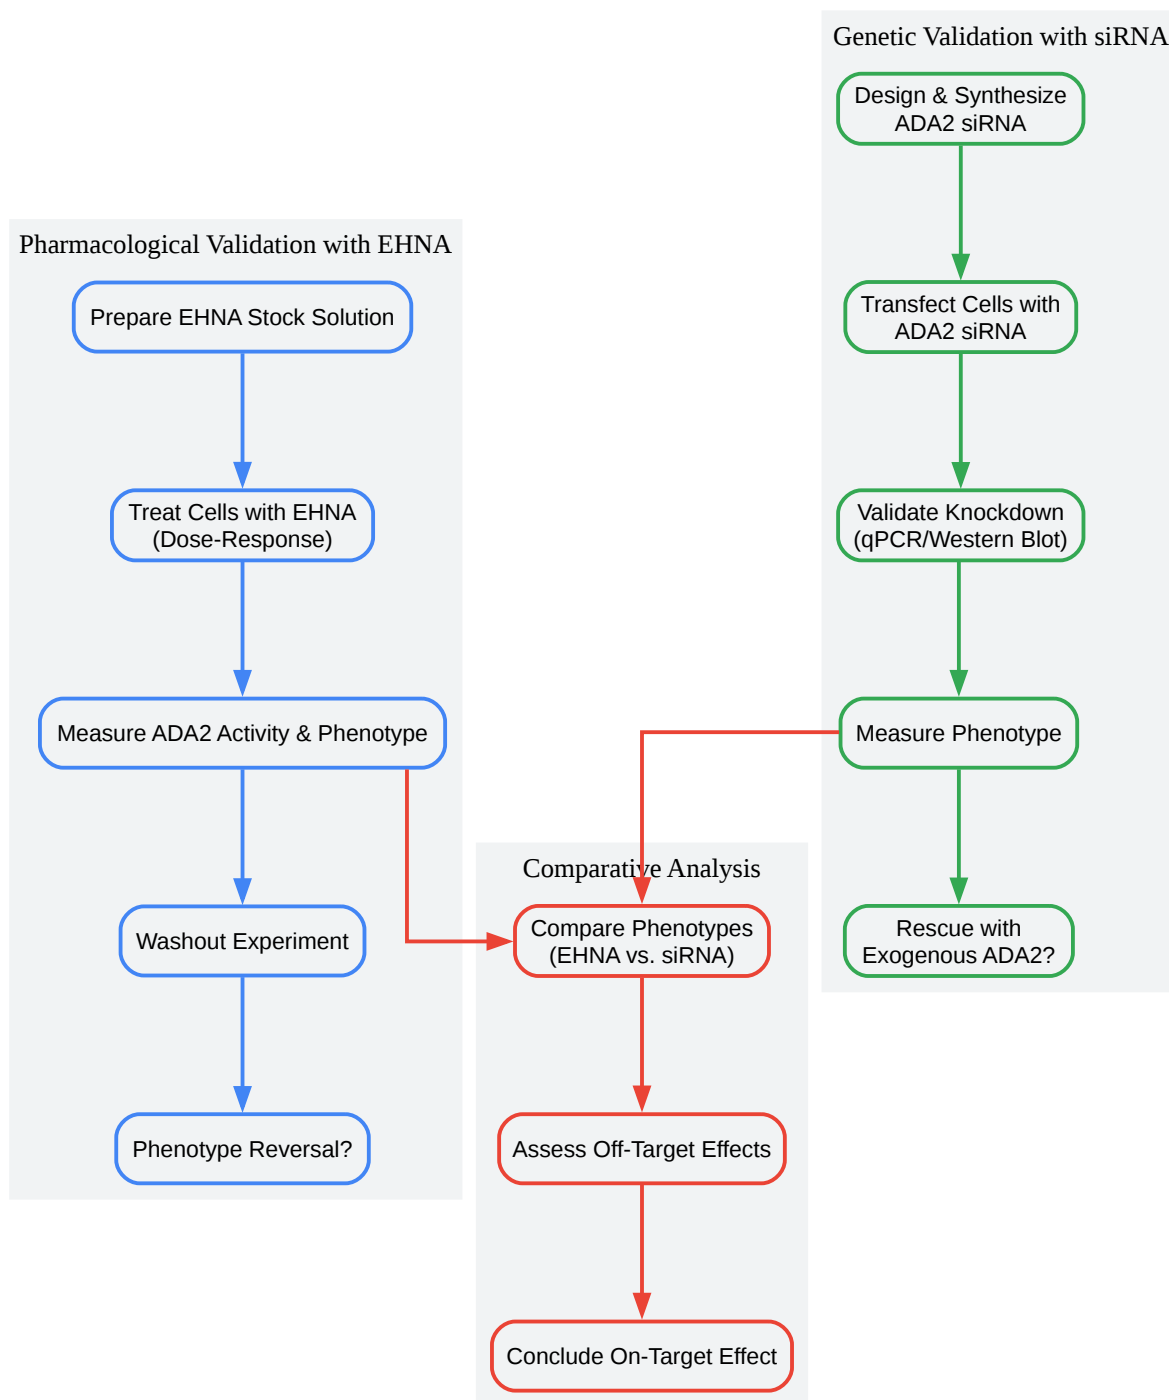 Genetic Validation with siRNA
Design & Synthesize
ADA2 siRNA
Transfect Cells with
ADA2 siRNA
Validate Knockdown
(qPCR/Western Blot)
Measure Phenotype
Rescue with
Exogenous ADA2?
Pharmacological Validation with EHNA
Prepare EHNA Stock Solution
Treat Cells with EHNA
(Dose-Response)
Measure ADA2 Activity & Phenotype
Washout Experiment
Phenotype Reversal?
Comparative Analysis
Compare Phenotypes
(EHNA vs. siRNA)
Assess Off-Target Effects
Conclude On-Target Effect